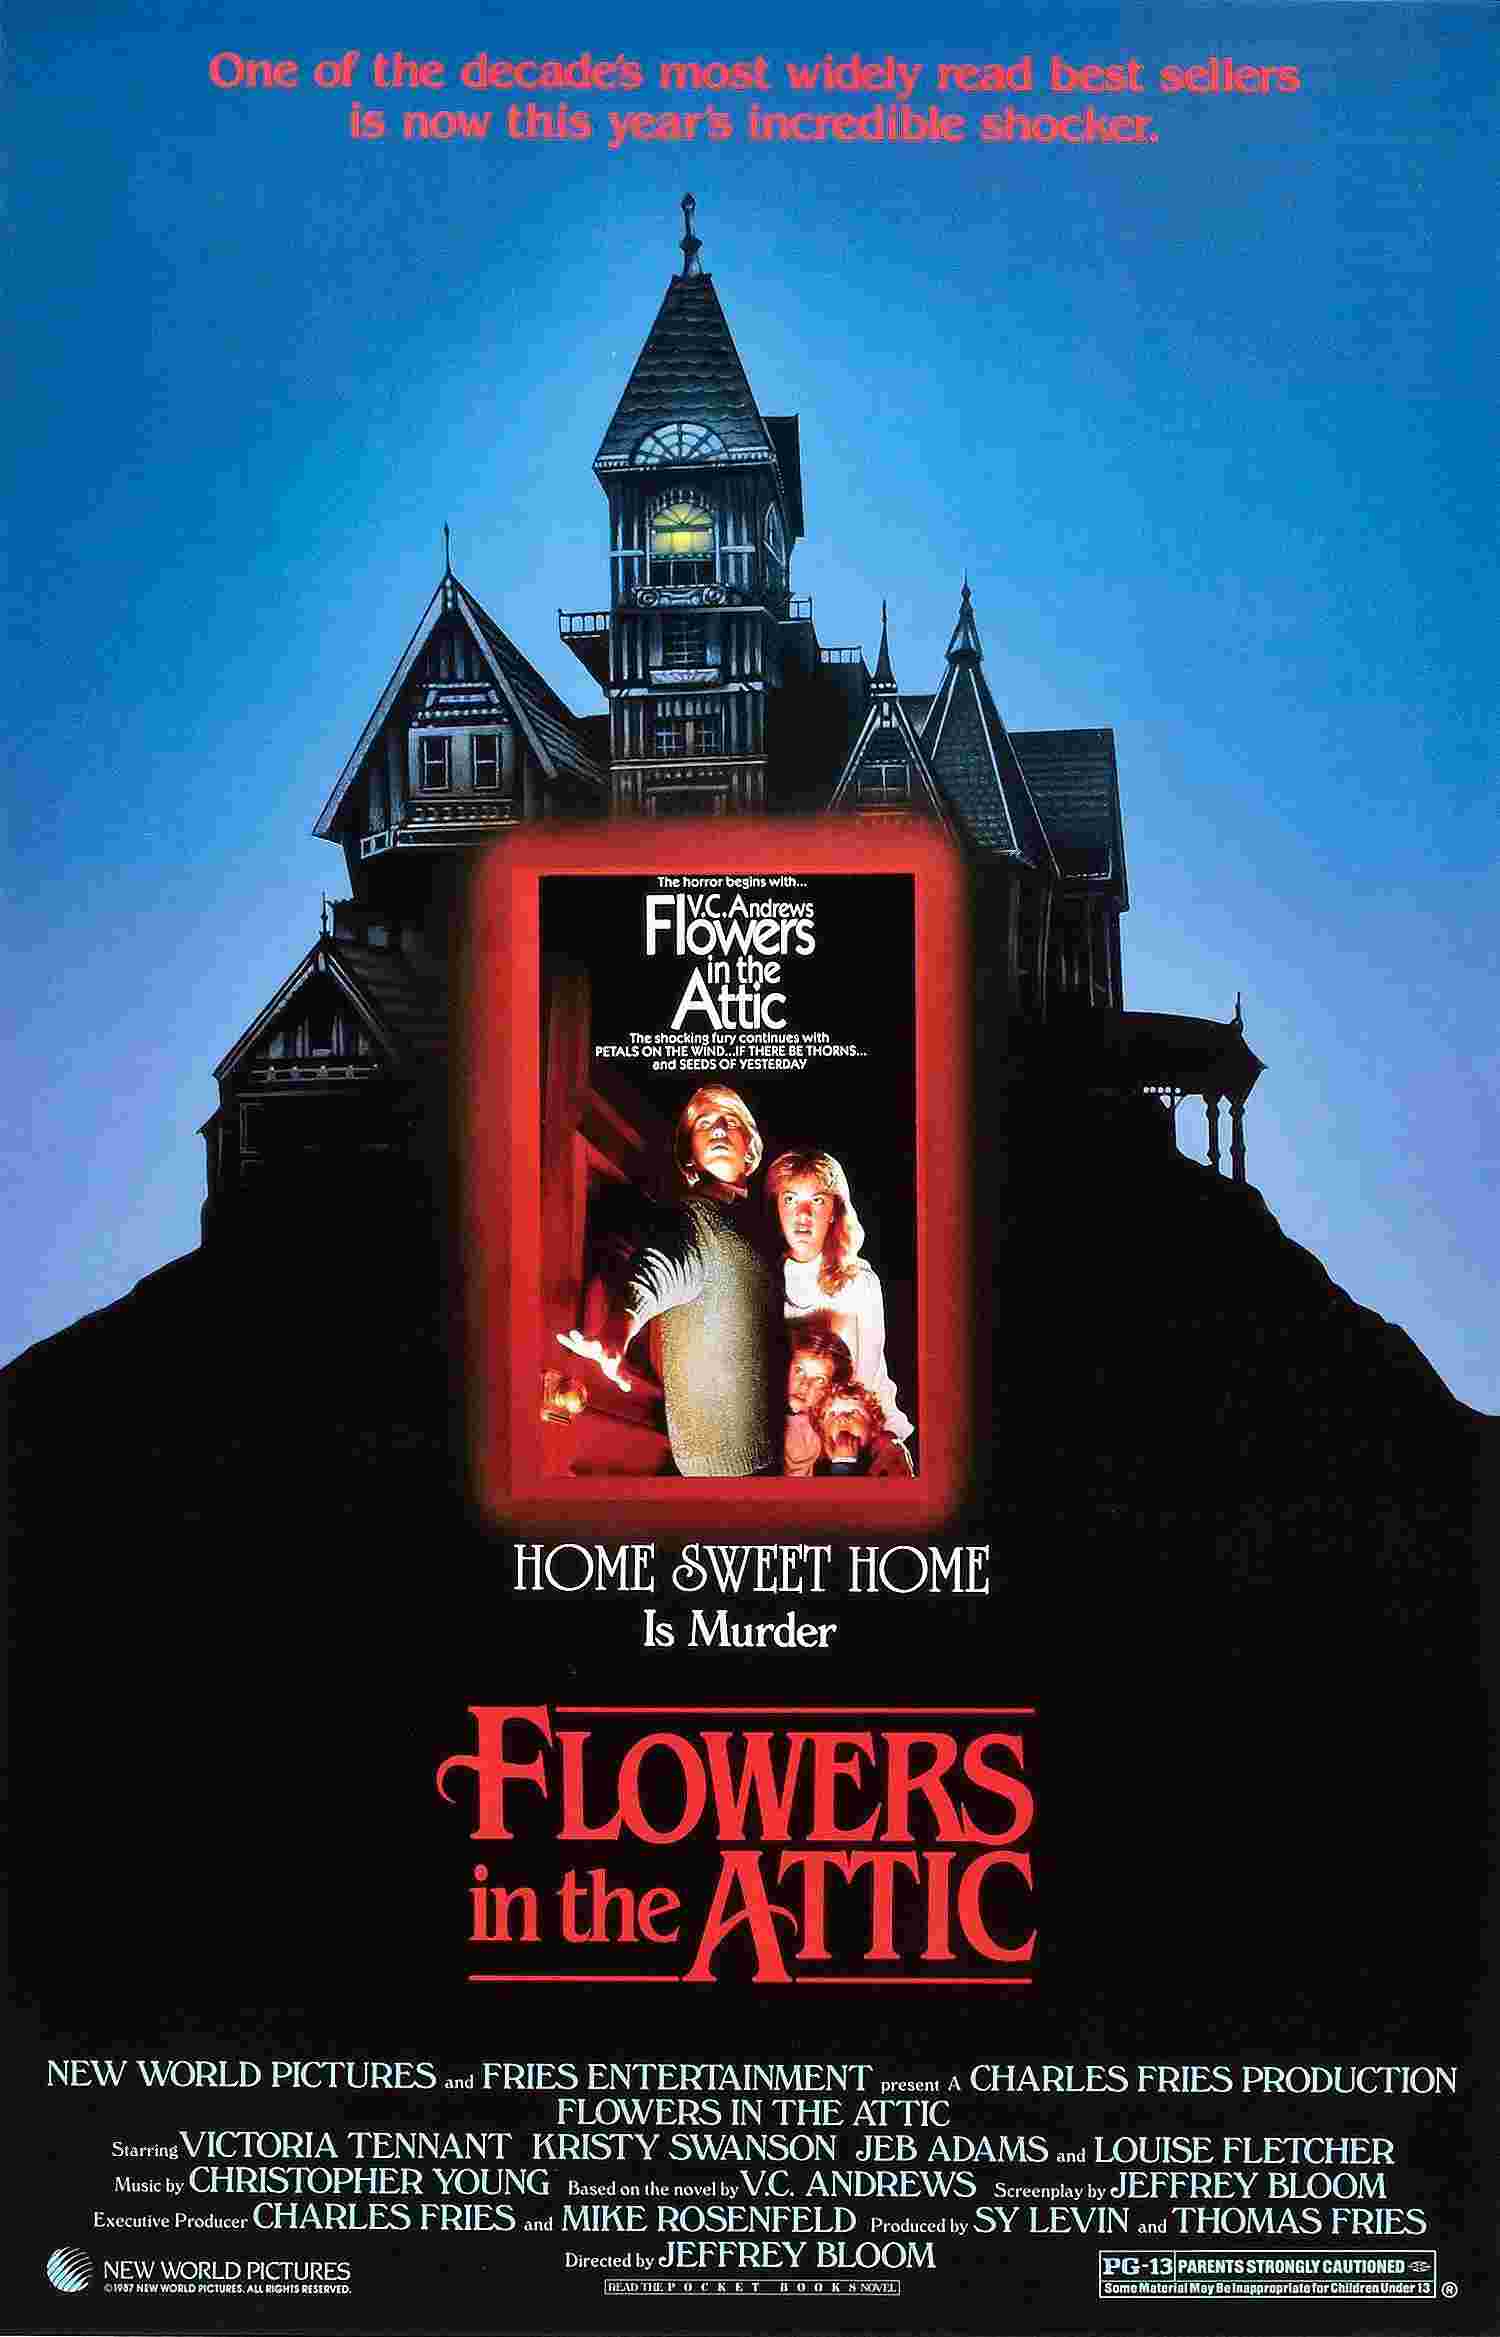 One of the decade's most widely read best sellers
is now this year's incredible shocker.
The horror begins with...
V.C. Andrews
Flowers
in the
Attic
The shocking fury continues with
PETALS ON THE WIND...IF THERE BE THORNS...
and SEEDS OF YESTERDAY
HOME SWEET HOME
Is Murder
FLOWERS
in the ATTIC
NEW WORLD PICTURES and FRIES ENTERTAINMENT present A CHARLES FRIES PRODUCTION
FLOWERS IN THE ATTIC
Starring VICTORIA TENNANT KRISTY SWANSON JEB ADAMS and LOUISE FLETCHER
Music by CHRISTOPHER YOUNG Based on the novel by V.C. ANDREWS Screenplay by JEFFREY BLOOM
Executive Producer CHARLES FRIES and MIKE ROSENFELD Produced by SY LEVIN and THOMAS FRIES
Directed by JEFFREY BLOOM
NEW WORLD PICTURES
©1987 NEW WORLD PICTURES. ALL RIGHTS RESERVED.
READ THE POCKET BOOKS NOVEL
PG-13 PARENTS STRONGLY CAUTIONED
Some Material May Be Inappropriate for Children Under 13 ®